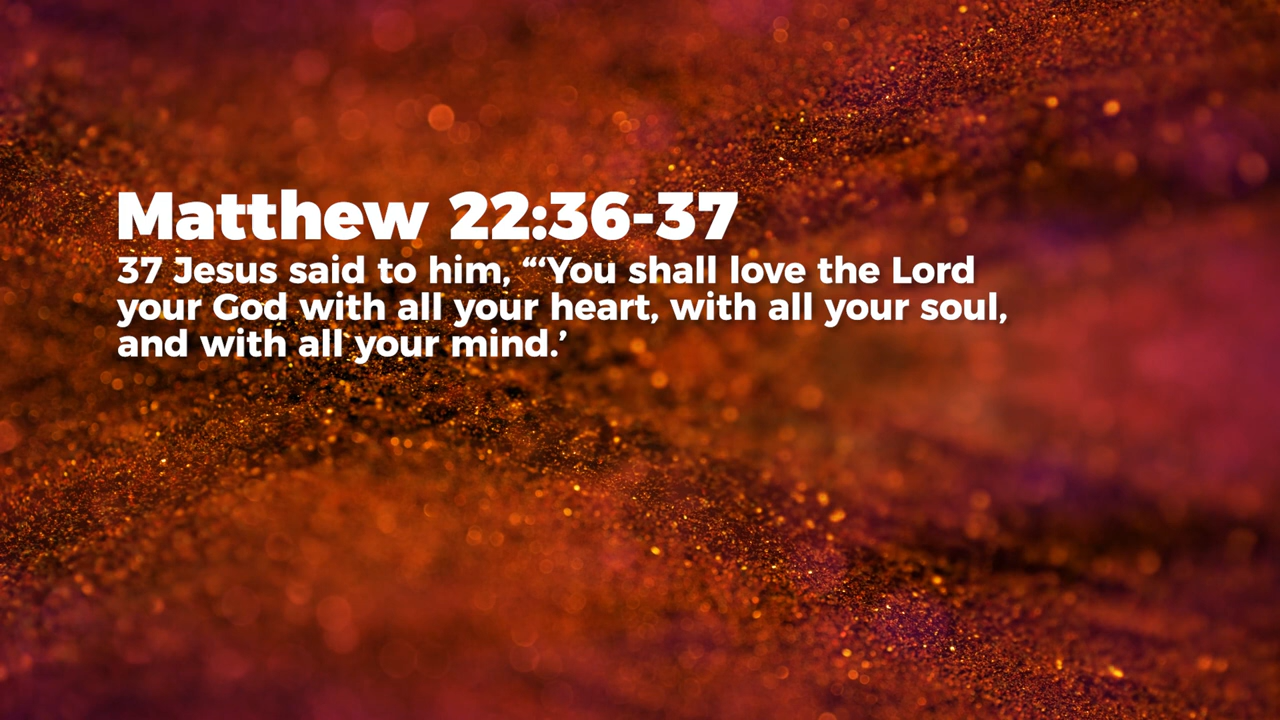 Matthew 22:36-37
37 Jesus said to him, “‘You shall love the Lord
your God with all your heart, with all your soul,
and with all your mind.’